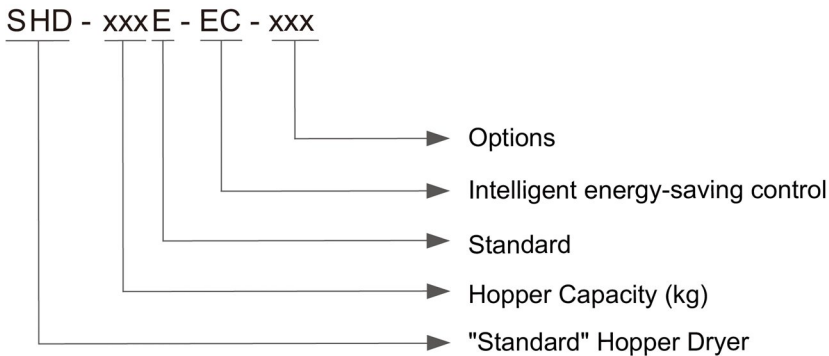 SHD - xxxE - EC - xxx
Options
Intelligent energy-saving control
Standard
Hopper Capacity (kg)
"Standard" Hopper Dryer